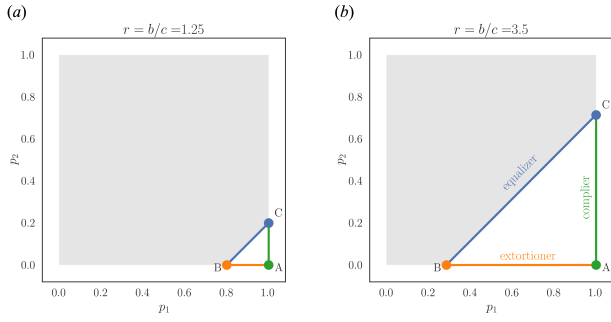 (a)
r = b/c =1.25
p2
1.0
0.8
0.6
0.4
0.2
0.0
C
B
A
0.0 0.2 0.4 0.6 0.8 1.0
p1
(b)
r = b/c =3.5
p2
1.0
0.8
0.6
0.4
0.2
0.0
C
equalizer
complier
extortioner
B
A
0.0 0.2 0.4 0.6 0.8 1.0
p1